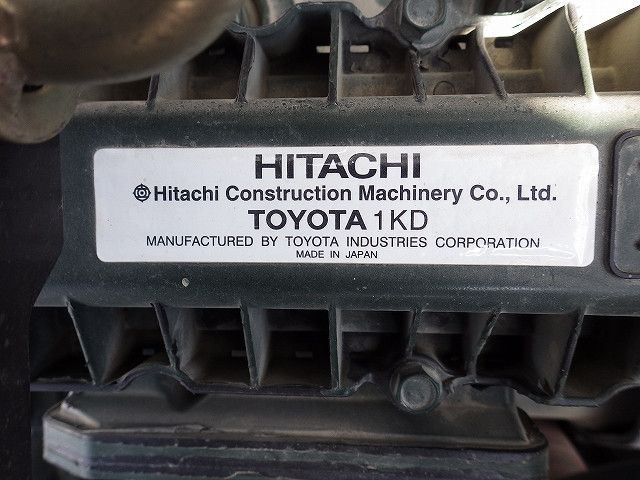 HITACHI
Hitachi Construction Machinery Co., Ltd.
TOYOTA 1KD
MANUFACTURED BY TOYOTA INDUSTRIES CORPORATION
MADE IN JAPAN